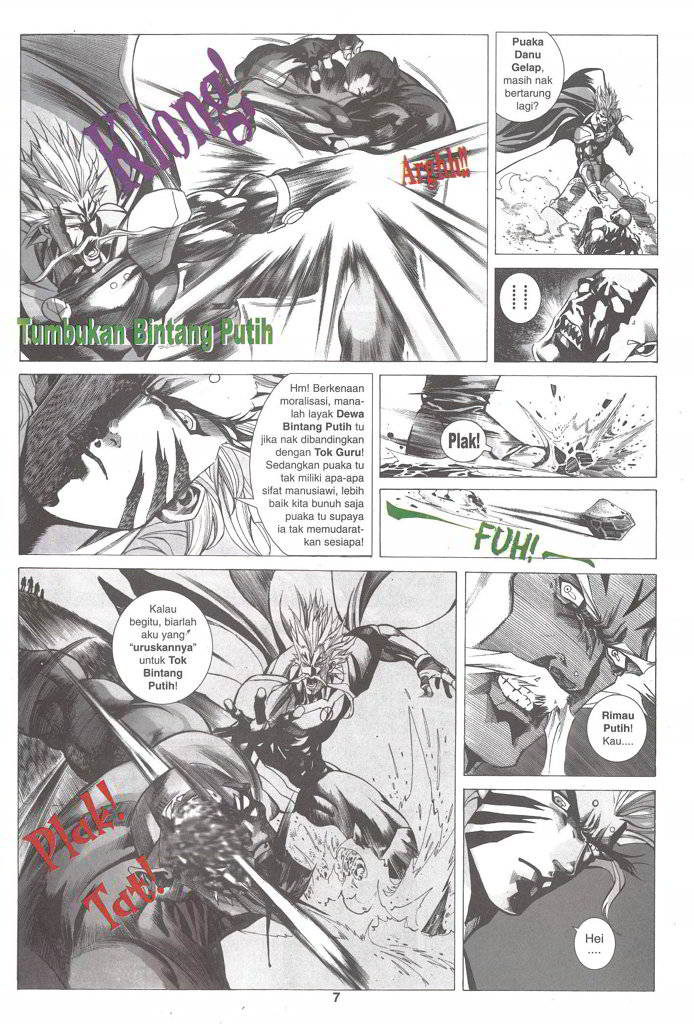 Klong!
Arghh!!
Tumbukan Bintang Putih
Puaka
Danu
Gelap,
masih nak
bertarung
lagi?
Hm! Berkenaan
moralisasi, mana-
lah layak Dewa
Bintang Putih tu
jika nak dibandingkan
dengan Tok Guru!
Sedangkan puaka tu
tak miliki apa-apa
sifat manusiawi, lebih
baik kita bunuh saja
puaka tu supaya
ia tak memudarat-
kan sesiapa!
Plak!
FUH!
Kalau
begitu, biarlah
aku yang
"uruskannya"
untuk Tok
Bintang
Putih!
Plak!
Tat!
Rimau
Putih!
Kau....
Hei
....
7